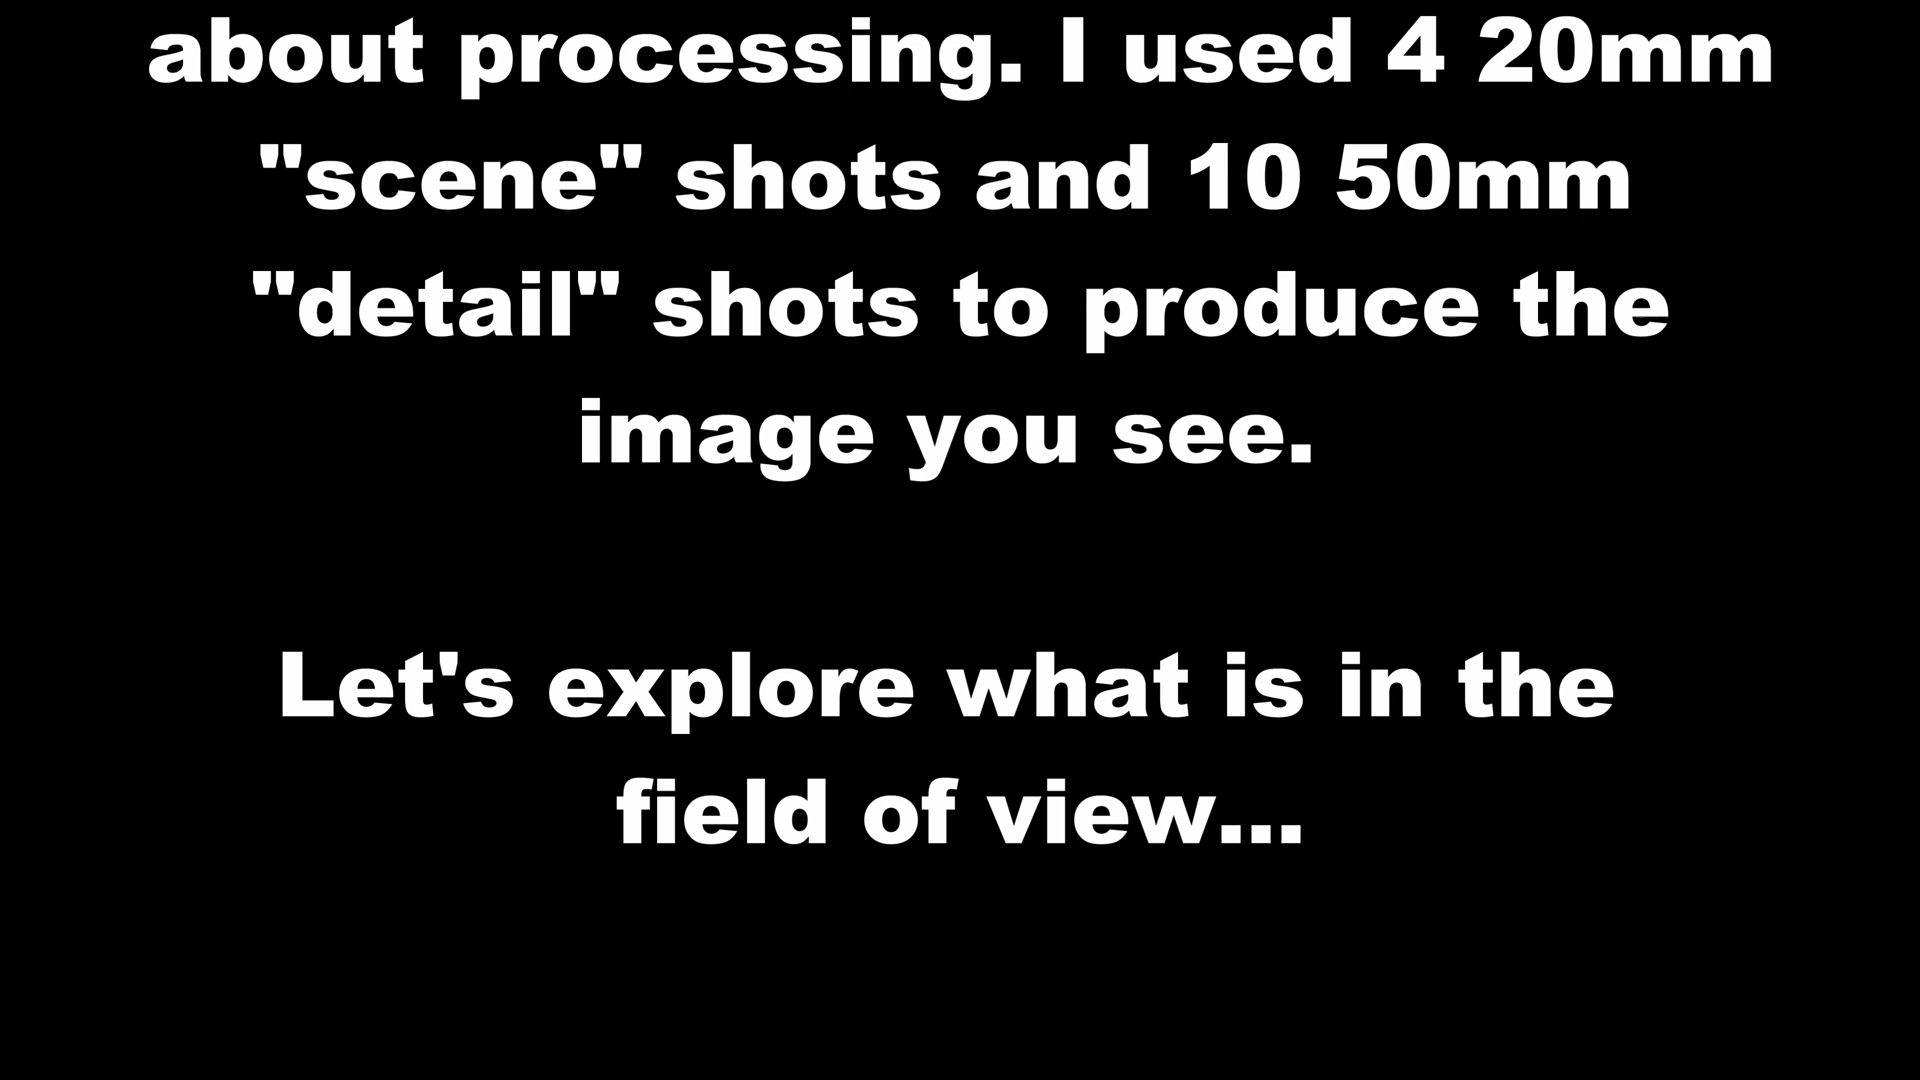 about processing. I used 4 20mm
"scene" shots and 10 50mm
"detail" shots to produce the
image you see.
Let's explore what is in the
field of view...